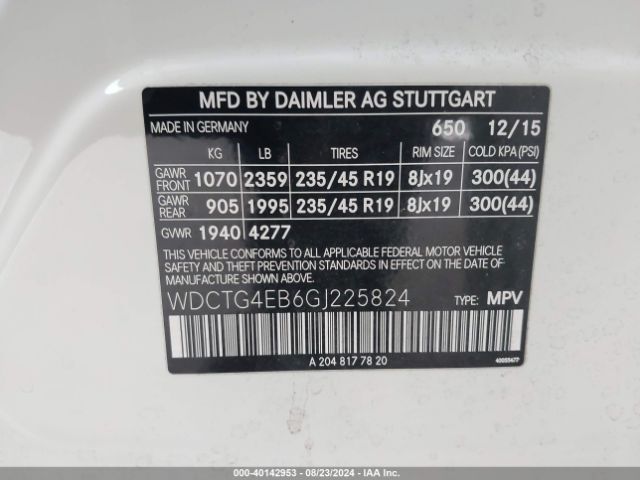 MFD BY DAIMLER AG STUTTGART
MADE IN GERMANY 650 12/15
KG LB TIRES RIM SIZE COLD KPA(PSI)
GAWR FRONT 1070 2359 235/45 R19 8Jx19 300(44)
GAWR REAR 905 1995 235/45 R19 8Jx19 300(44)
GVWR 1940 4277
THIS VEHICLE CONFORMS TO ALL APPLICABLE FEDERAL MOTOR VEHICLE
SAFETY AND THEFT PREVENTION STANDARDS IN EFFECT ON THE DATE OF
MANUFACTURE SHOWN ABOVE.
WDCTG4EB6GJ225824 TYPE: MPV
A 204 817 78 20 40055477
000-40142953 - 08/23/2024 - IAA Inc.